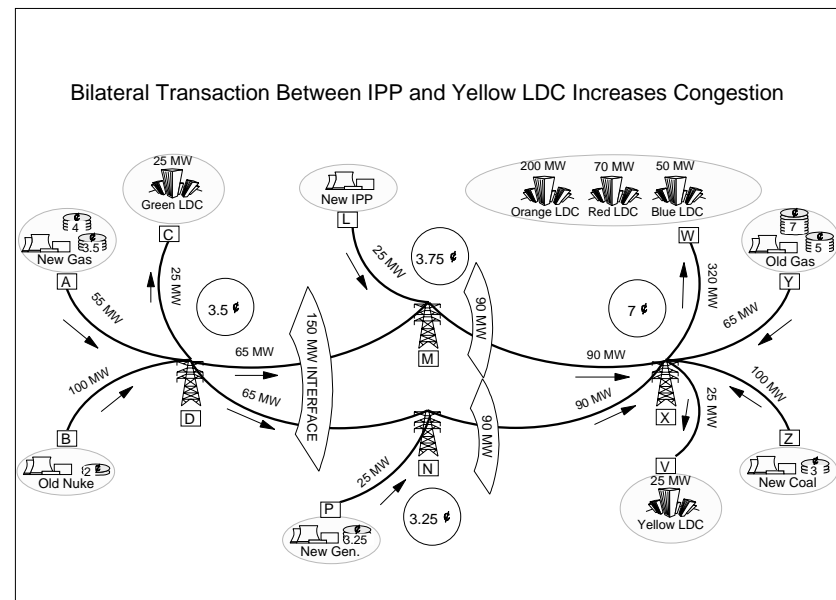 Bilateral Transaction Between IPP and Yellow LDC Increases Congestion
25 MW
Green LDC
C
New IPP
L
200 MW 70 MW 50 MW
Orange LDC Red LDC Blue LDC
W
¢
4
¢
3.5
New Gas
A
¢
7
¢
5
Old Gas
Y
55 MW
25 MW
3.5 ¢
25 MW
3.75 ¢
7 ¢
320 MW
65 MW
150 MW INTERFACE
65 MW
M
90 MW
90 MW
X
100 MW
D
65 MW
N
90 MW
90 MW
25 MW
100 MW
B
¢
2
Old Nuke
25 MW
P
¢
3.25
New Gen.
3.25 ¢
V
25 MW
Yellow LDC
Z
¢
3
New Coal